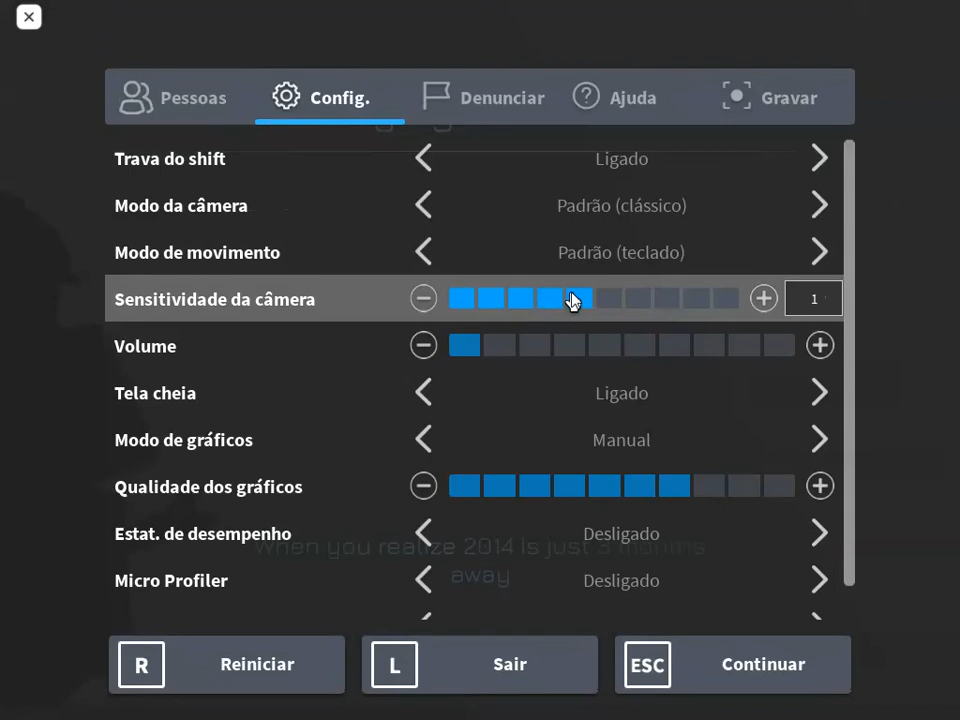 Pessoas Config. Denunciar Ajuda Gravar
Trava do shift Ligado
Modo da câmera Padrão (clássico)
Modo de movimento Padrão (teclado)
Sensitividade da câmera 1
Volume
Tela cheia Ligado
Modo de gráficos Manual
Qualidade dos gráficos
Estat. de desempenho Desligado
When you realize 2014 is just 3 months
away
Micro Profiler Desligado
R Reiniciar L Sair ESC Continuar